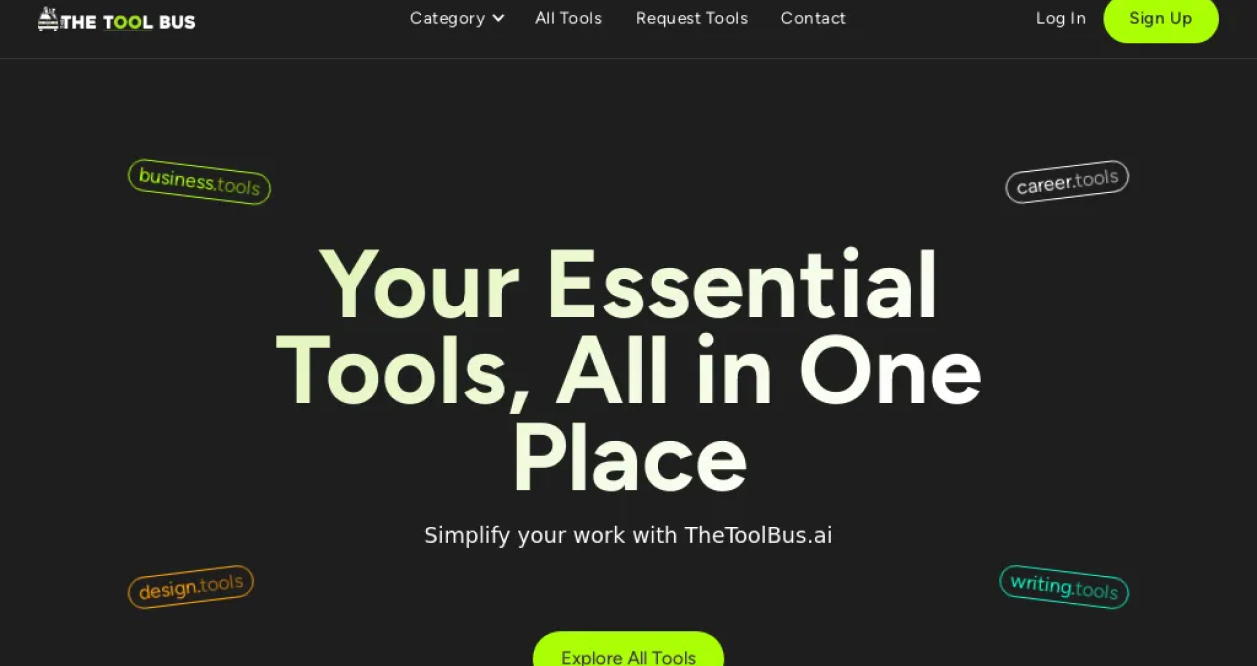 THE TOOL BUS
Category
All Tools
Request Tools
Contact
Log In
Sign Up
business.tools
career.tools
Your Essential
Tools, All in One
Place
Simplify your work with TheToolBus.ai
design.tools
writing.tools
Explore All Tools